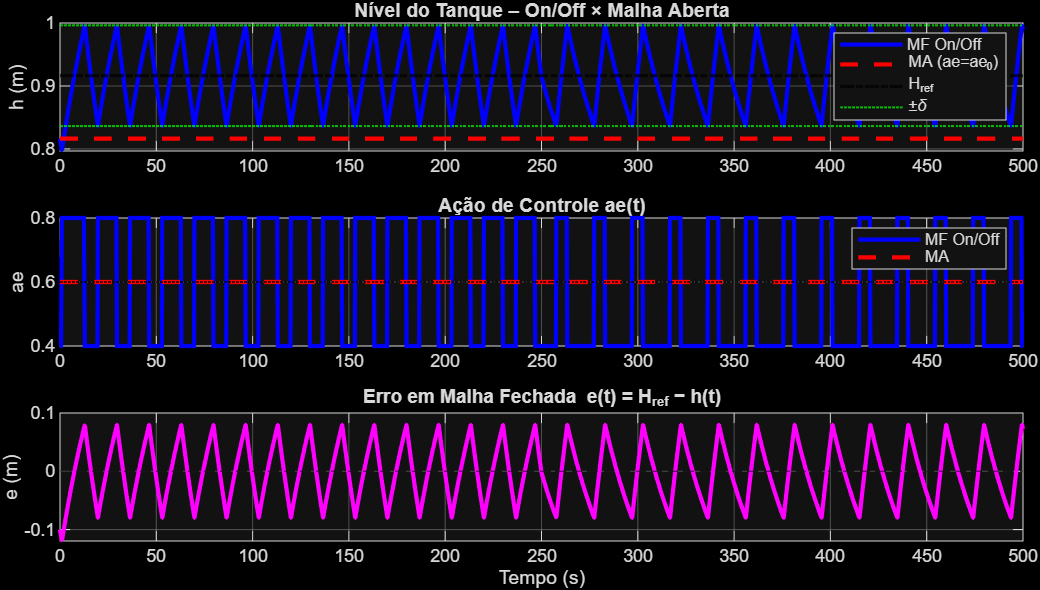 Nível do Tanque – On/Off × Malha Aberta
1
0.9
0.8
h (m)
MF On/Off
MA (ae=ae₀)
H_ref
±δ
0 50 100 150 200 250 300 350 400 450 500
Ação de Controle ae(t)
0.8
0.6
0.4
ae
MF On/Off
MA
0 50 100 150 200 250 300 350 400 450 500
Erro em Malha Fechada e(t) = H_ref − h(t)
0.1
0
-0.1
e (m)
0 50 100 150 200 250 300 350 400 450 500
Tempo (s)